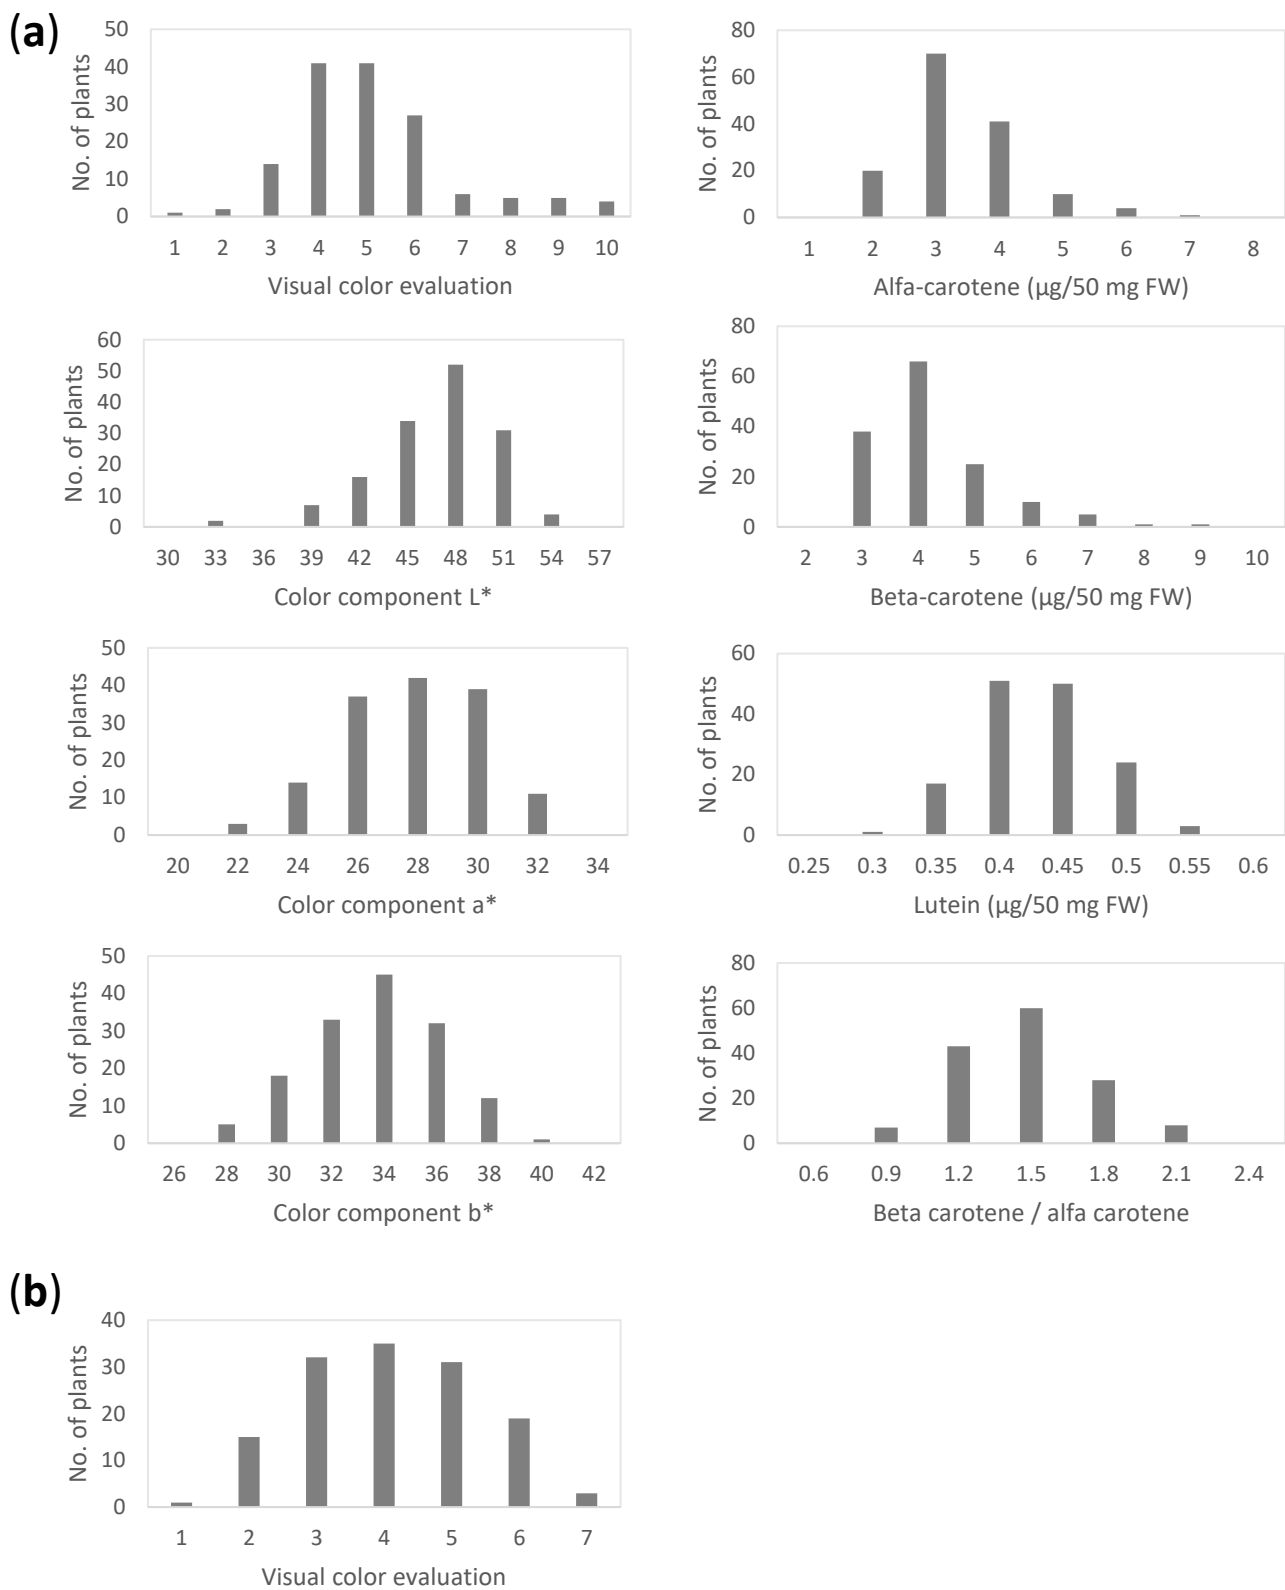 (a)
50
40
30
20
10
0
No. of plants
1 2 3 4 5 6 7 8 9 10
Visual color evaluation
80
60
40
20
0
No. of plants
1 2 3 4 5 6 7 8
Alfa-carotene (µg/50 mg FW)
60
50
40
30
20
10
0
No. of plants
30 33 36 39 42 45 48 51 54 57
Color component L*
80
60
40
20
0
No. of plants
2 3 4 5 6 7 8 9 10
Beta-carotene (µg/50 mg FW)
50
40
30
20
10
0
No. of plants
20 22 24 26 28 30 32 34
Color component a*
60
40
20
0
No. of plants
0.25 0.3 0.35 0.4 0.45 0.5 0.55 0.6
Lutein (µg/50 mg FW)
50
40
30
20
10
0
No. of plants
26 28 30 32 34 36 38 40 42
Color component b*
80
60
40
20
0
No. of plants
0.6 0.9 1.2 1.5 1.8 2.1 2.4
Beta carotene / alfa carotene
(b)
40
30
20
10
0
No. of plants
1 2 3 4 5 6 7
Visual color evaluation